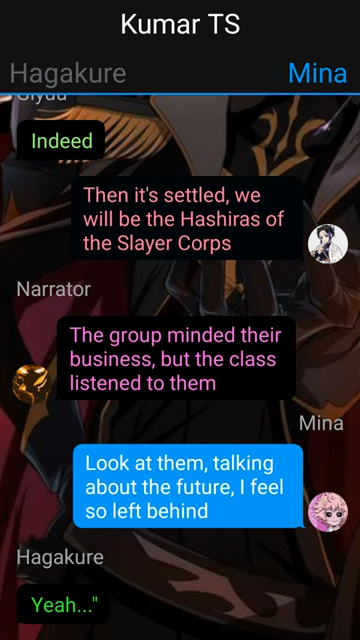 Kumar TS
Hagakure Mina
Giyuu
Indeed
Then it's settled, we
will be the Hashiras of
the Slayer Corps
Narrator
The group minded their
business, but the class
listened to them
Mina
Look at them, talking
about the future, I feel
so left behind
Hagakure
Yeah..."